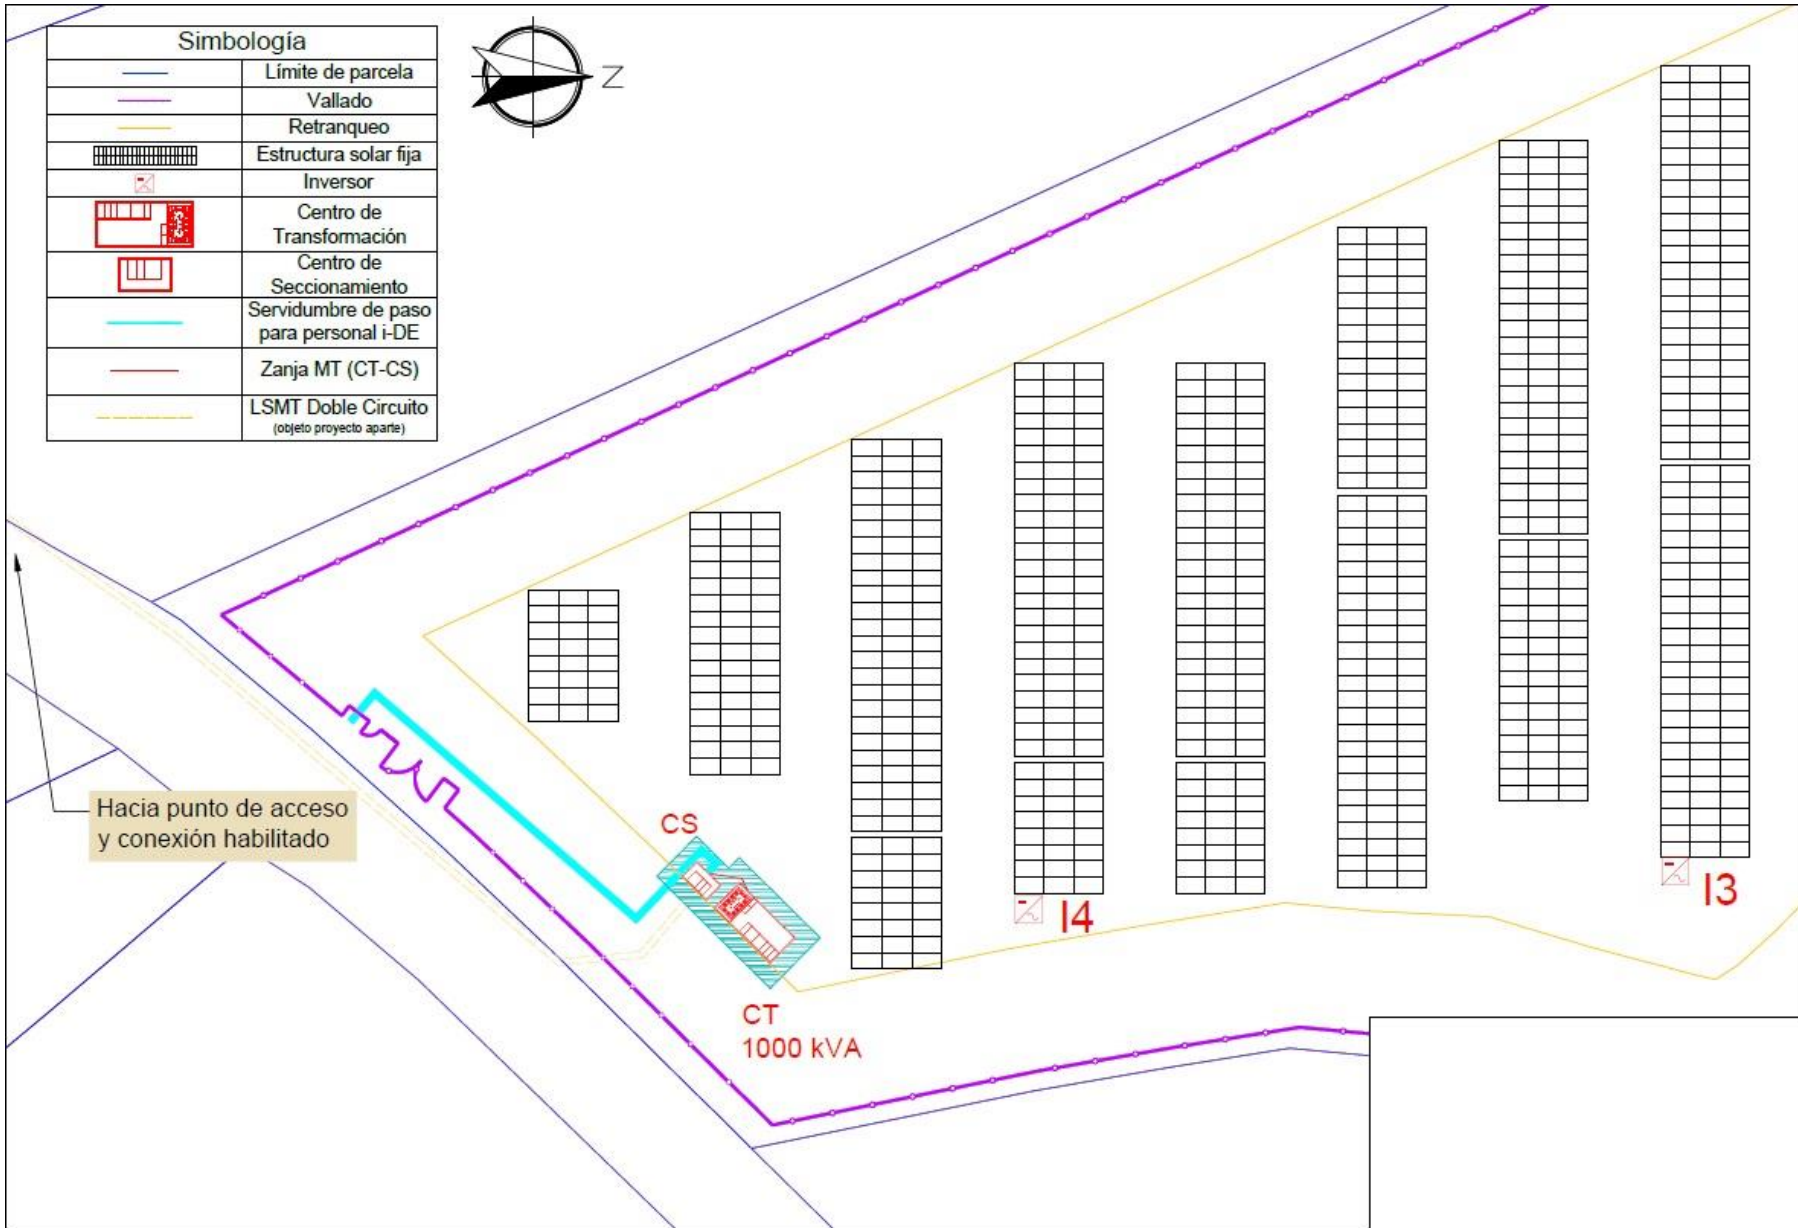 Simbología
Límite de parcela
Vallado
Retranqueo
Estructura solar fija
Inversor
Centro de
Transformación
Centro de
Seccionamiento
Servidumbre de paso
para personal i-DE
Zanja MT (CT-CS)
LSMT Doble Circuito
(objeto proyecto aparte)
Z
Hacia punto de acceso
y conexión habilitado
CS
CT
1000 kVA
I4
I3